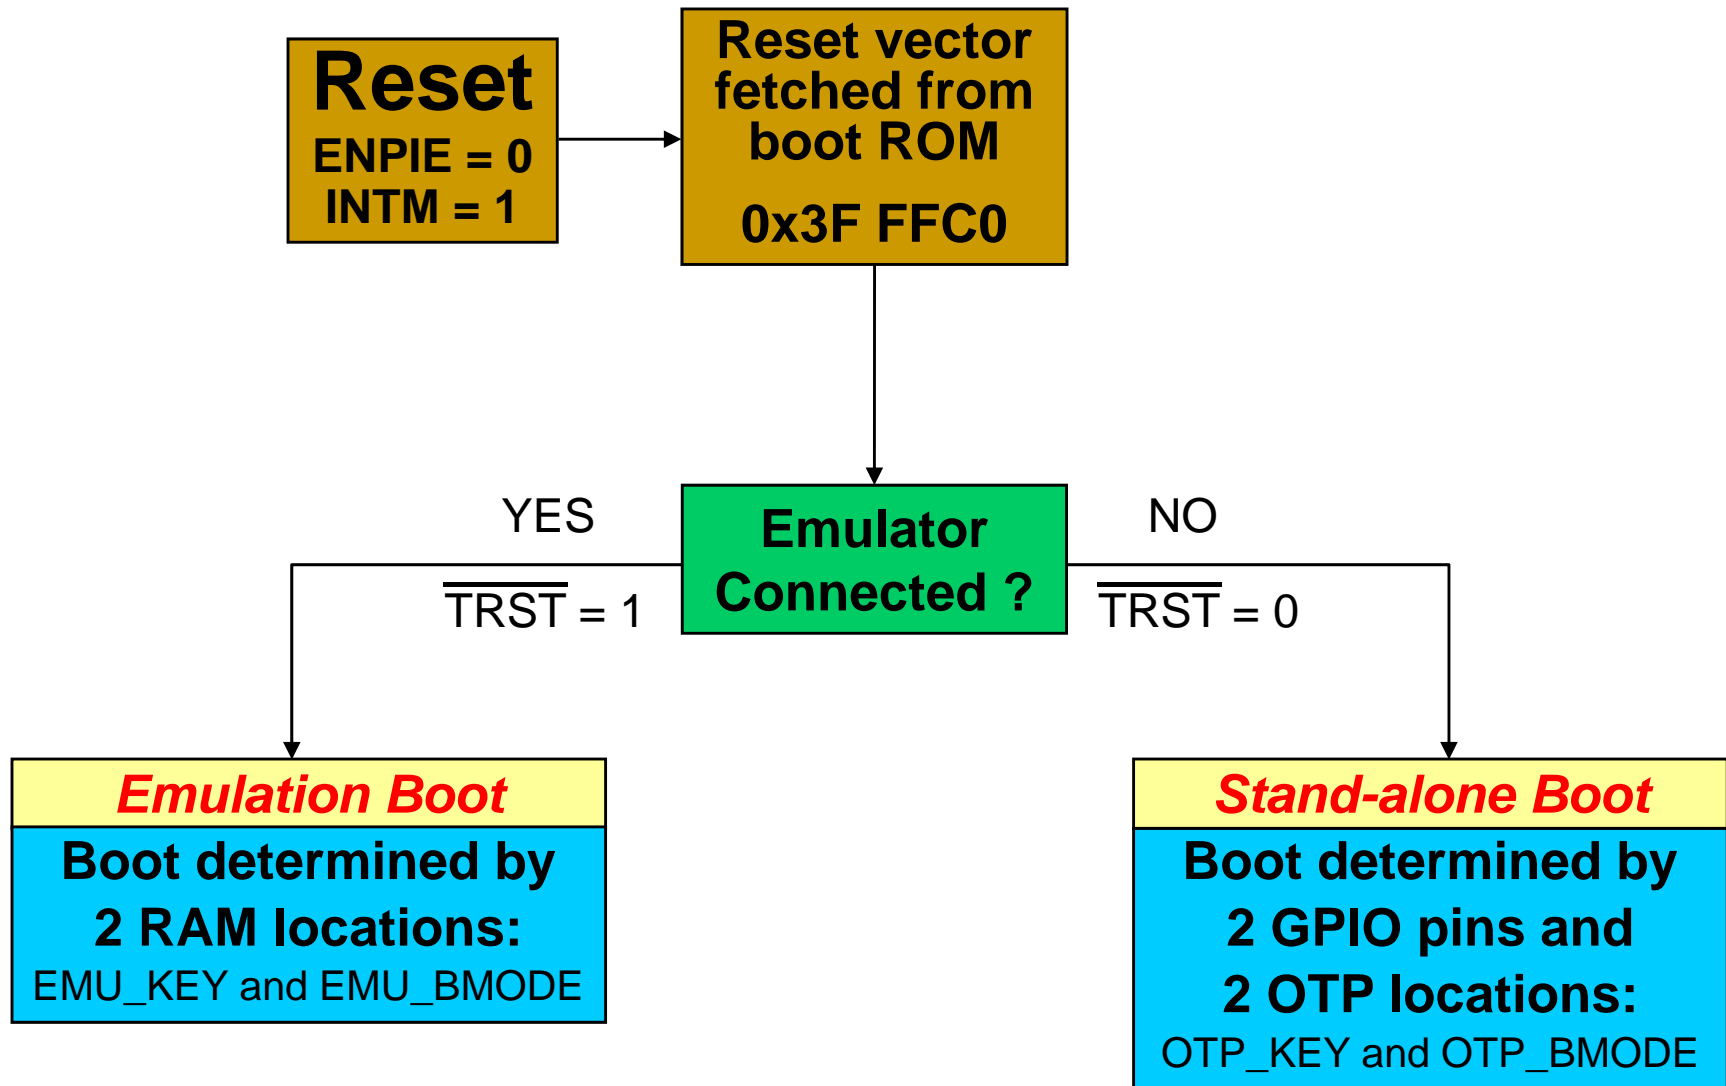 Reset
ENPIE = 0
INTM = 1
Reset vector
fetched from
boot ROM
0x3F FFC0
Emulator
Connected ?
YES
TRST = 1
NO
TRST = 0
Emulation Boot
Boot determined by
2 RAM locations:
EMU_KEY and EMU_BMODE
Stand-alone Boot
Boot determined by
2 GPIO pins and
2 OTP locations:
OTP_KEY and OTP_BMODE